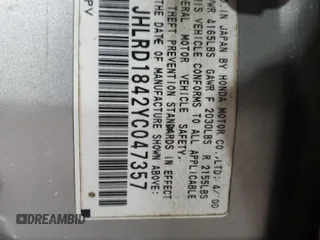 IN JAPAN BY HONDA MOTOR CO.,LTD. 4/'00
GVWR 4165LBS GAWR F 2030LBS R 2155LBS
THIS VEHICLE CONFORMS TO ALL APPLICABLE
FEDERAL MOTOR VEHICLE SAFETY,
THEFT PREVENTION STANDARDS IN EFFECT
THE DATE OF MANUFACTURE SHOWN ABOVE:
JHLRD1842YC047357
MPV
DREAMBID